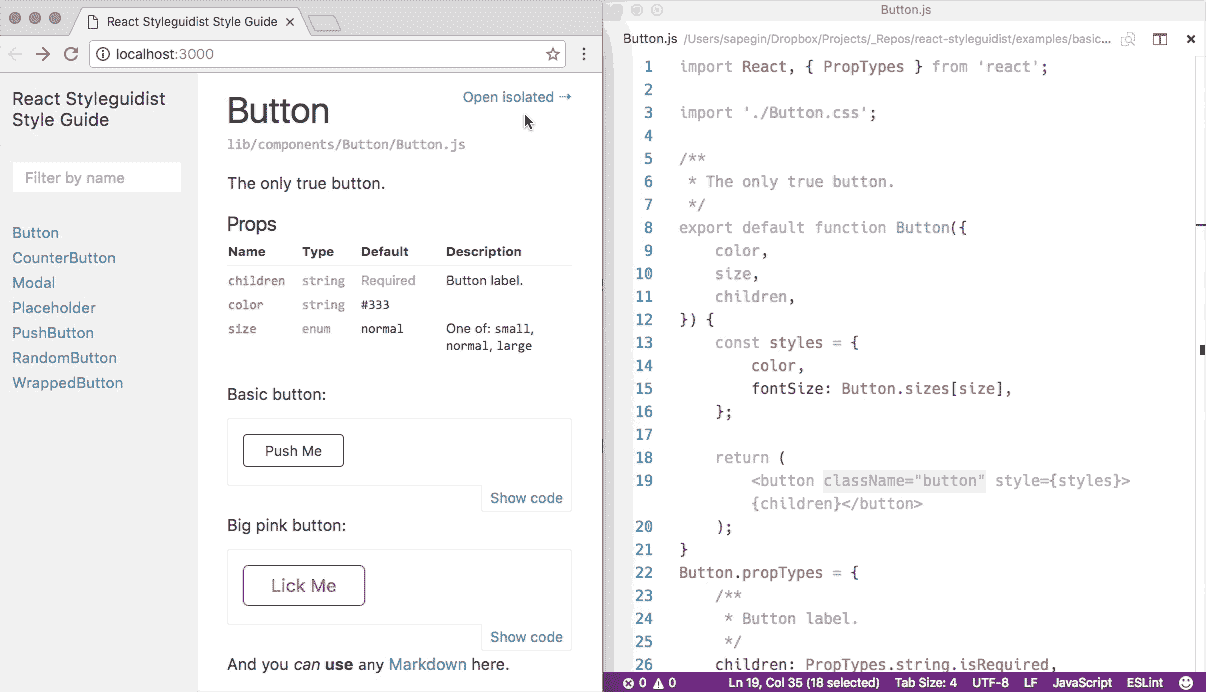 React Styleguidist Style Guide
localhost:3000
React Styleguidist
Style Guide
Filter by name
Button
CounterButton
Modal
Placeholder
PushButton
RandomButton
WrappedButton
Open isolated ⇢
Button
lib/components/Button/Button.js
The only true button.
Props
Name Type Default Description
children string Required Button label.
color string #333
size enum normal One of: small,
normal, large
Basic button:
Push Me
Show code
Big pink button:
Lick Me
Show code
And you can use any Markdown here.
Button.js
Button.js /Users/sapegin/Dropbox/Projects/_Repos/react-styleguidist/examples/basic...
1 import React, { PropTypes } from 'react';
2
3 import './Button.css';
4
5 /**
6 * The only true button.
7 */
8 export default function Button({
9 color,
10 size,
11 children,
12 }) {
13 const styles = {
14 color,
15 fontSize: Button.sizes[size],
16 };
17
18 return (
19 <button className="button" style={styles}>
{children}</button>
20 );
21 }
22 Button.propTypes = {
23 /**
24 * Button label.
25 */
26 children: PropTypes.string.isRequired,
0 0 Ln 19, Col 35 (18 selected) Tab Size: 4 UTF-8 LF JavaScript ESLint